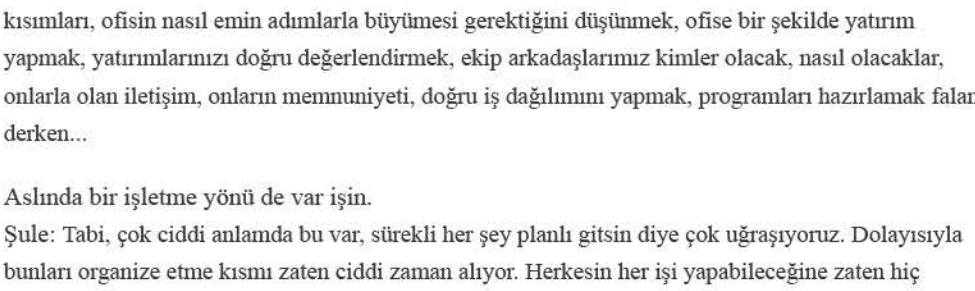 kısımları, ofisin nasıl emin adımlarla büyümesi gerektiğini düşünmek, ofise bir şekilde yatırım
yapmak, yatırımlarınızı doğru değerlendirmek, ekip arkadaşlarımız kimler olacak, nasıl olacaklar,
onlarla olan iletişim, onların memnuniyeti, doğru iş dağılımını yapmak, programları hazırlamak falan
derken...

Aslında bir işletme yönü de var işin.
Şule: Tabi, çok ciddi anlamda bu var, sürekli her şey planlı gitsin diye çok uğraşıyoruz. Dolayısıyla
bunları organize etme kısmı zaten ciddi zaman alıyor. Herkesin her işi yapabileceğine zaten hiç